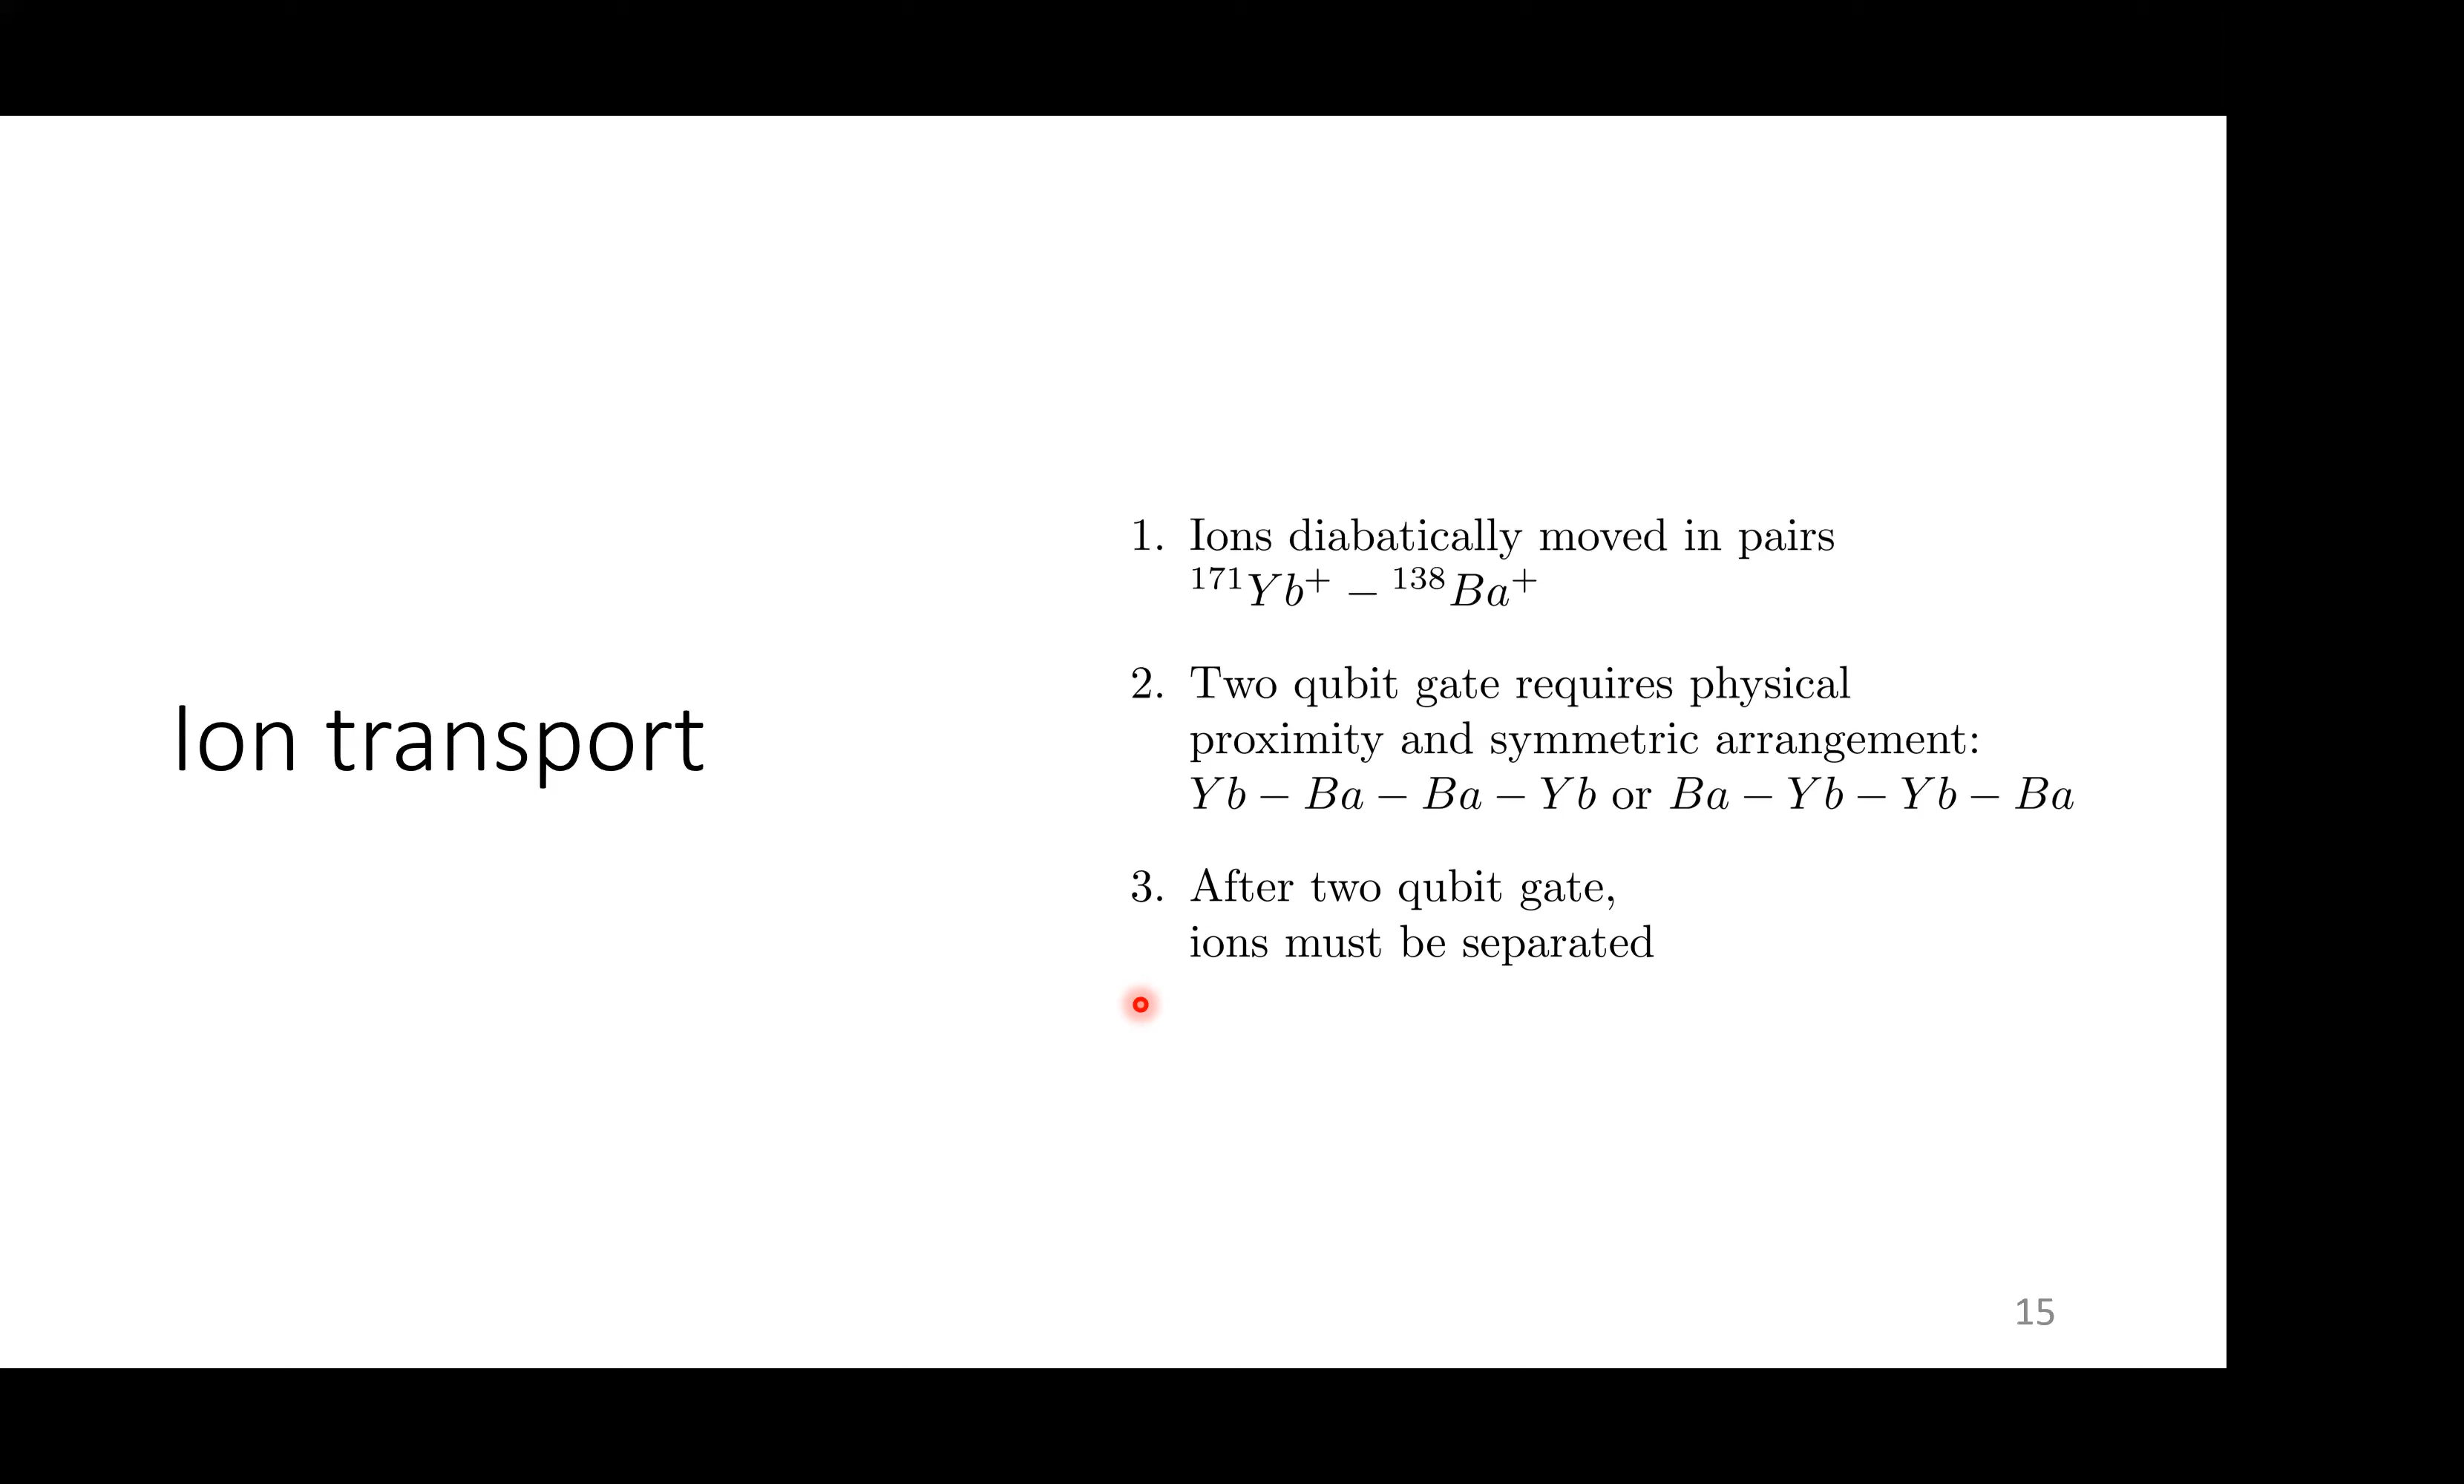 Ion transport
1. Ions diabatically moved in pairs
¹⁷¹Yb⁺ − ¹³⁸Ba⁺
2. Two qubit gate requires physical
proximity and symmetric arrangement:
Yb − Ba − Ba − Yb or Ba − Yb − Yb − Ba
3. After two qubit gate,
ions must be separated
15